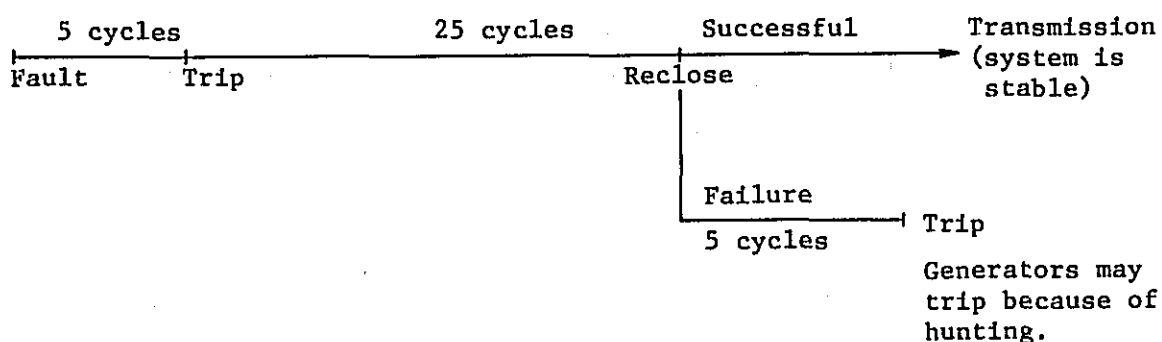 5 cycles
25 cycles
Successful
Transmission
(system is
stable)
Fault
Trip
Reclose
Failure
5 cycles
Trip
Generators may
trip because of
hunting.